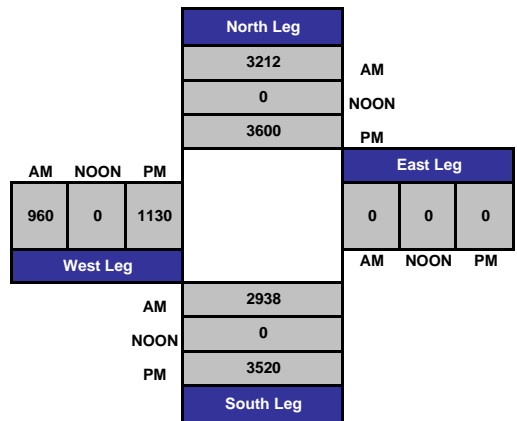 North Leg
3212 AM
0 NOON
3600 PM
AM NOON PM East Leg
960 0 1130 0 0 0
West Leg AM NOON PM
AM 2938
NOON 0
PM 3520
South Leg